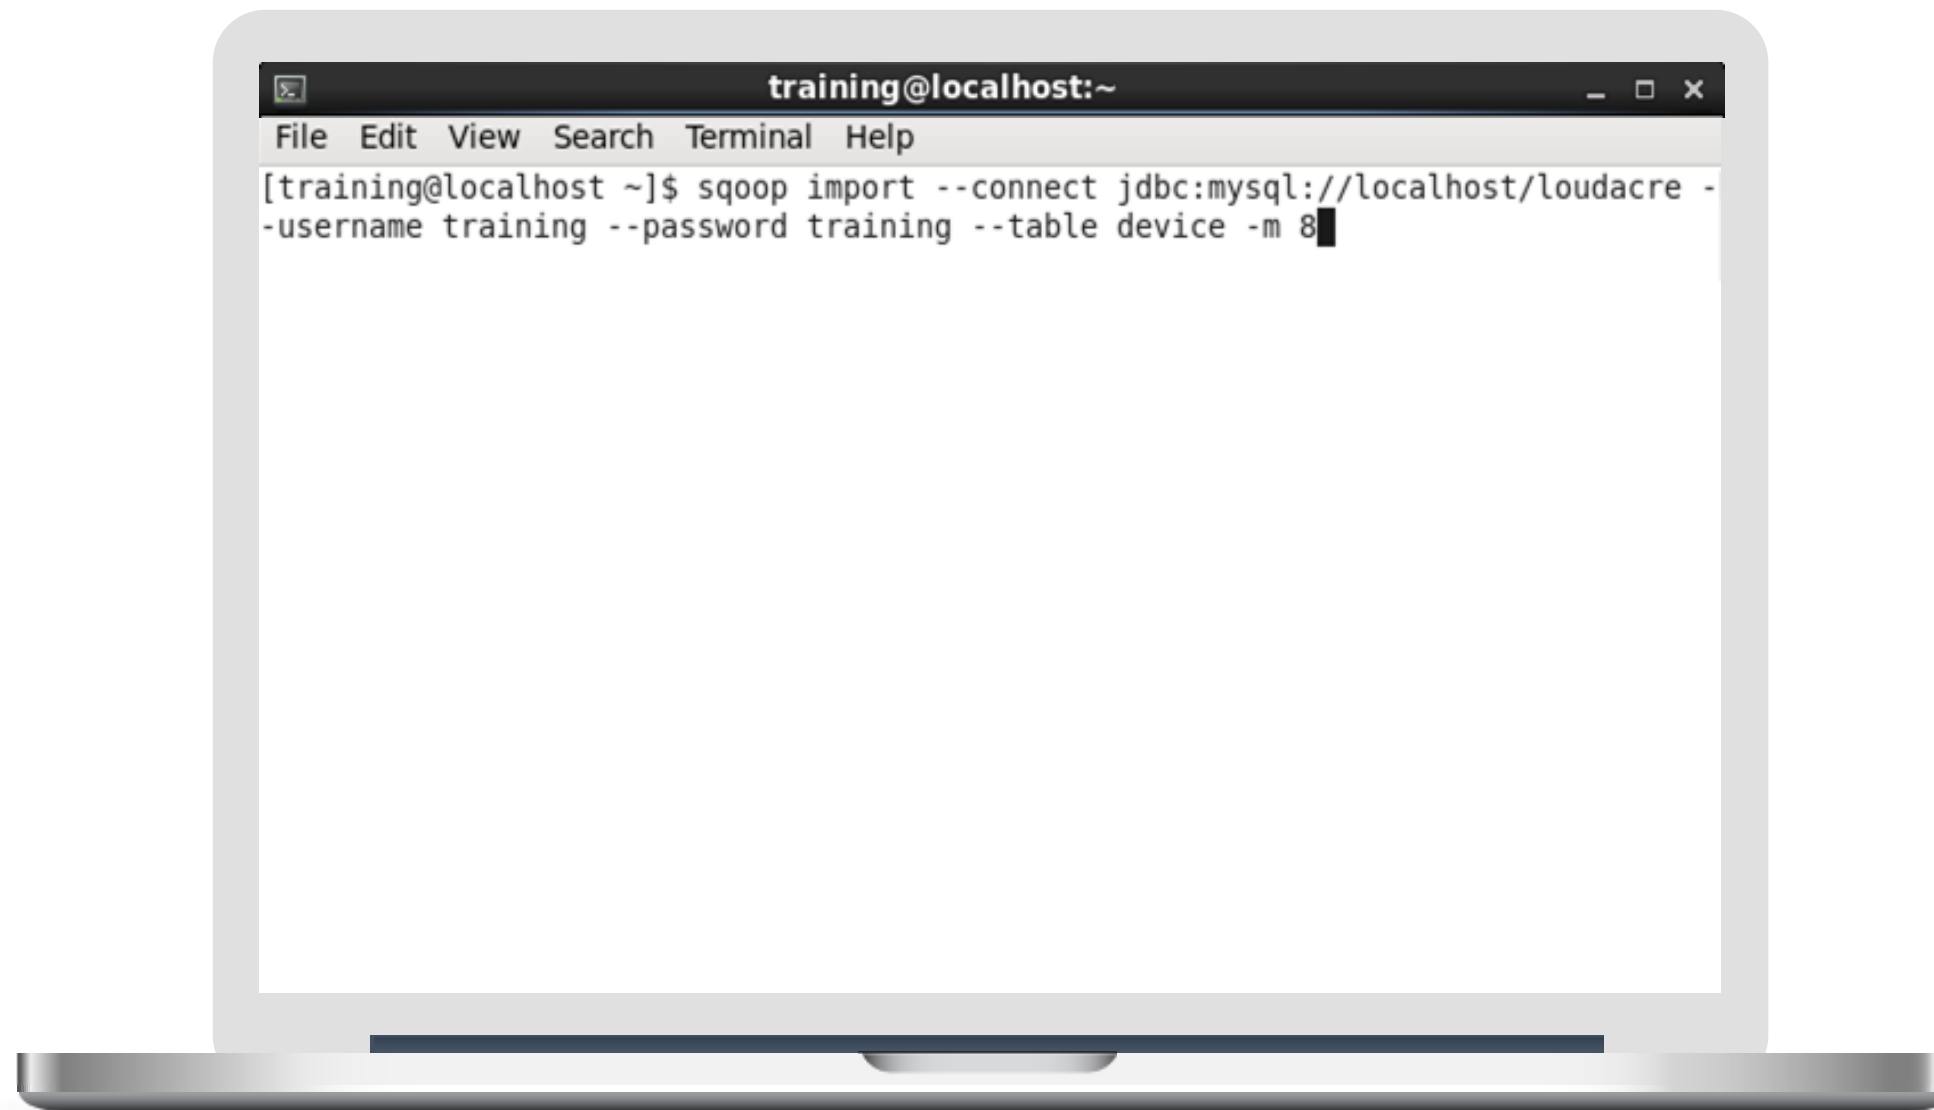 training@localhost:~
File Edit View Search Terminal Help
[training@localhost ~]$ sqoop import --connect jdbc:mysql://localhost/loudacre -
-username training --password training --table device -m 8